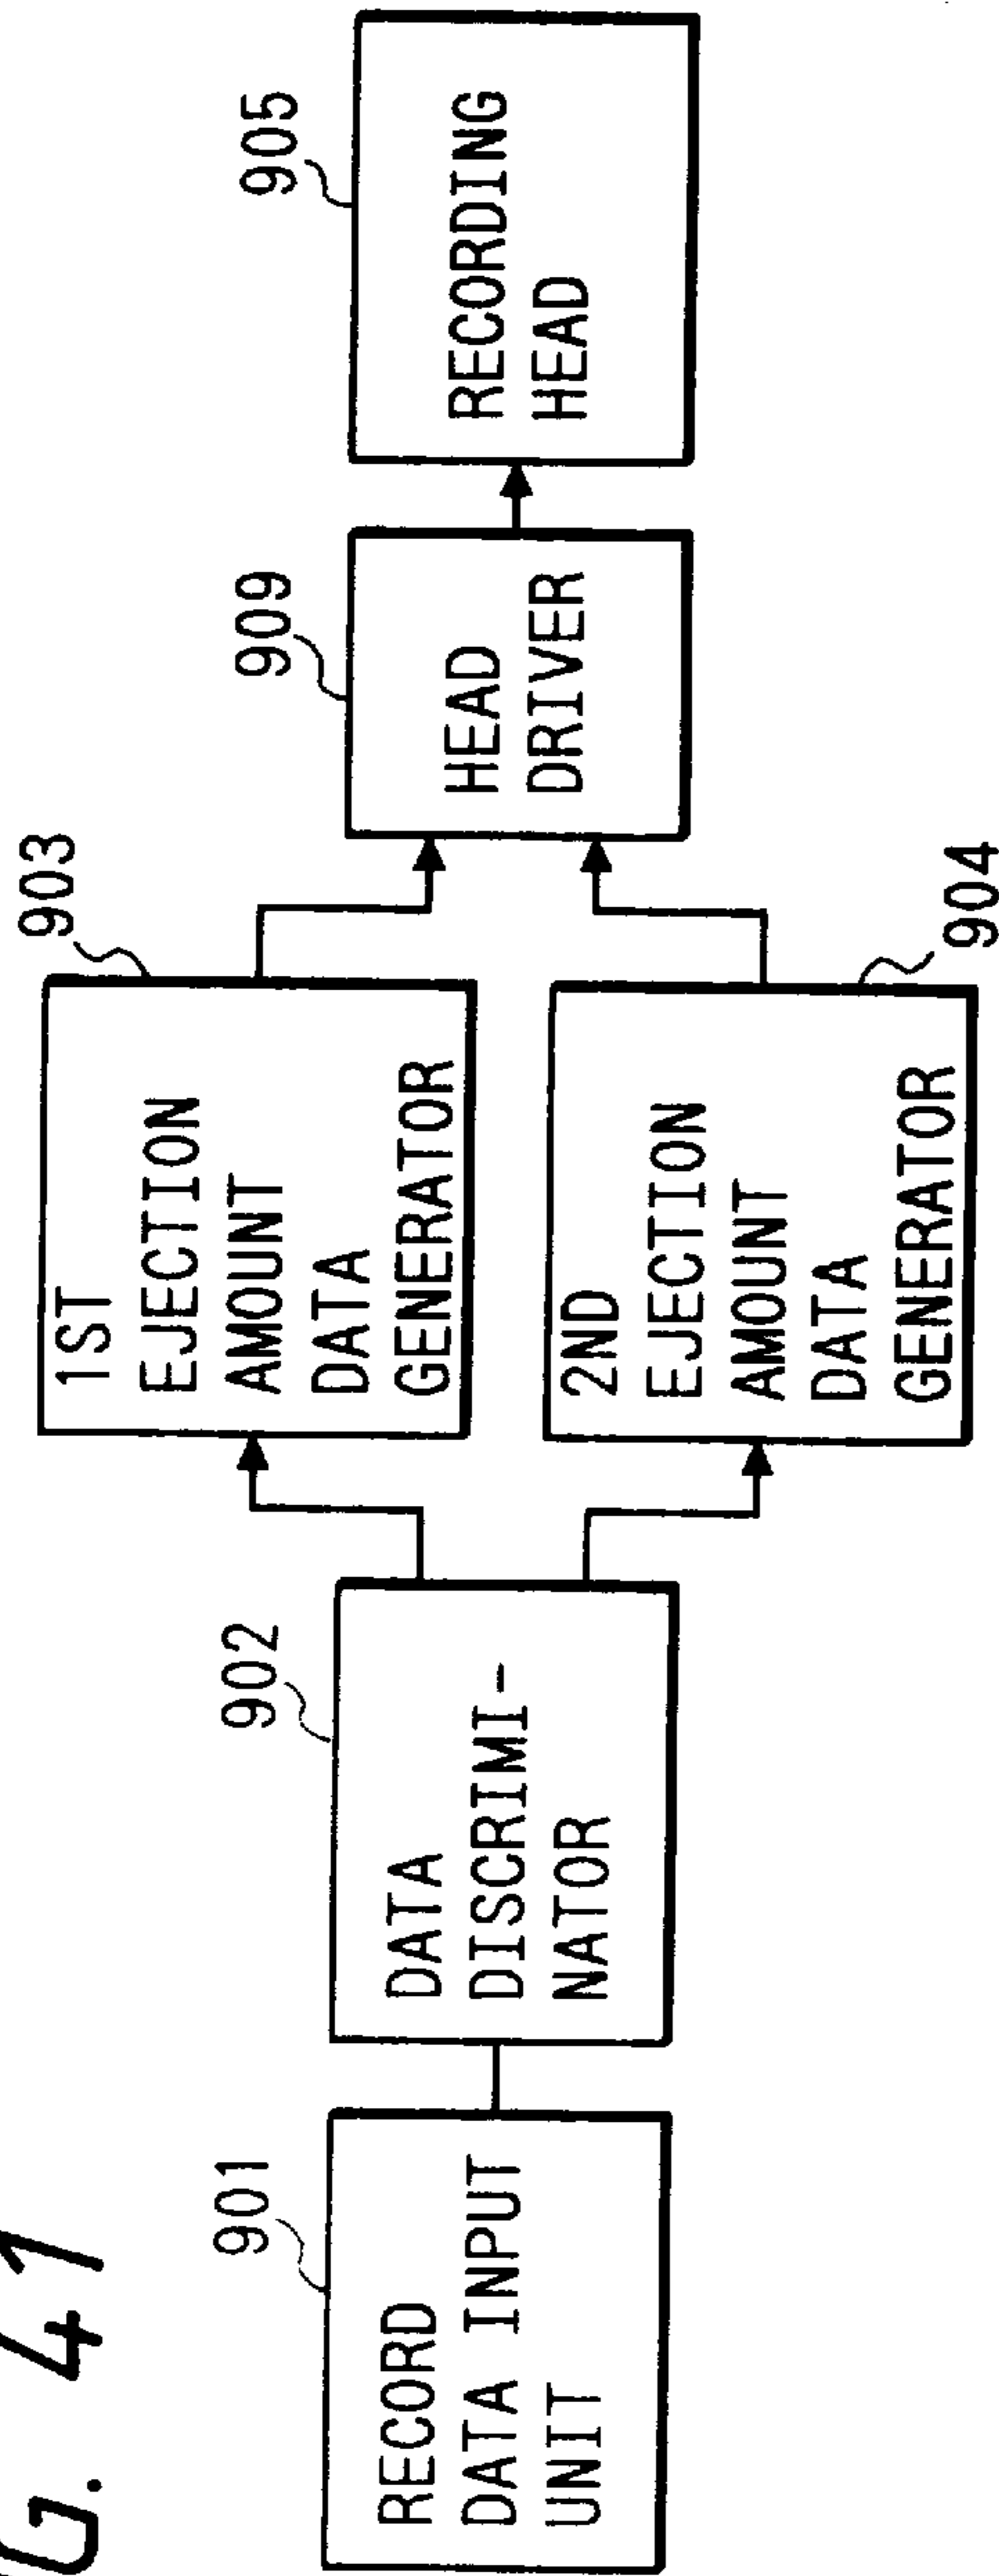 G. 41
901
RECORD
DATA INPUT
UNIT
902
DATA
DISCRIMI-
NATOR
903
1ST
EJECTION
AMOUNT
DATA
GENERATOR
904
2ND
EJECTION
AMOUNT
DATA
GENERATOR
909
HEAD
DRIVER
905
RECORDING
HEAD